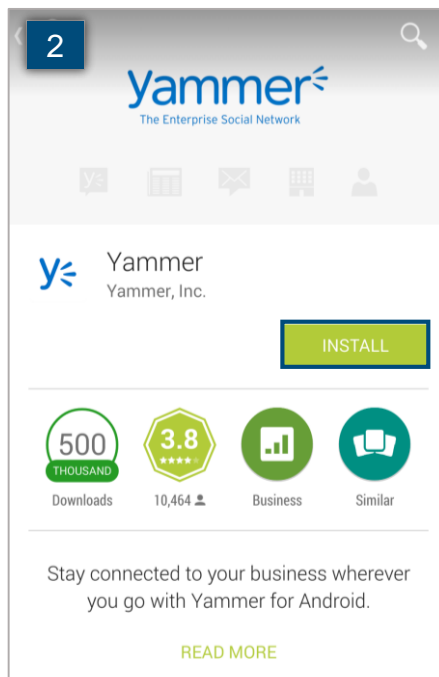 2
yammer
The Enterprise Social Network
y
Yammer
Yammer, Inc.
INSTALL
500
THOUSAND
Downloads
3.8
10,464
Business
Similar
Stay connected to your business wherever
you go with Yammer for Android.
READ MORE